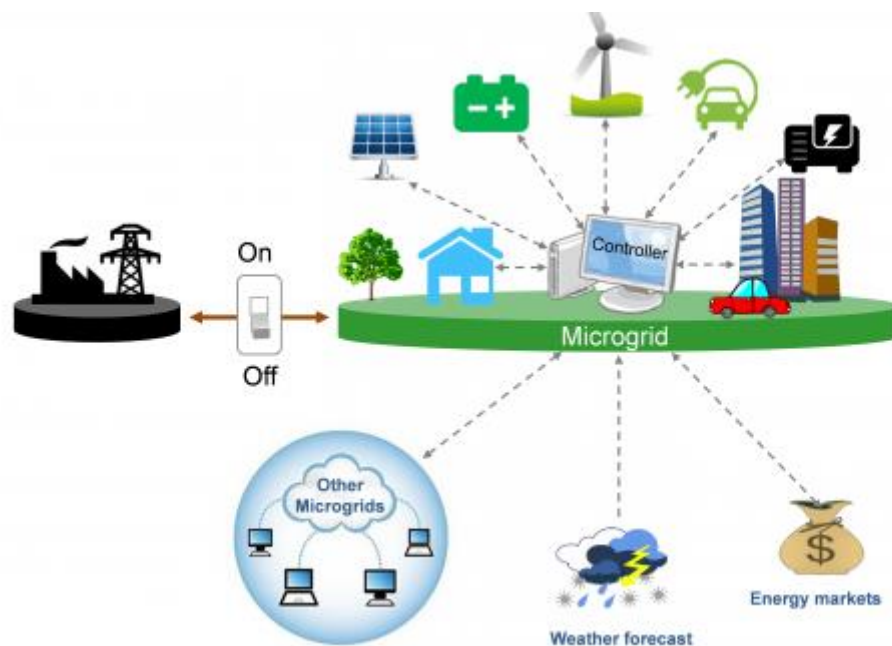 On
Off
Controller
Microgrid
Other
Microgrids
$
Energy markets
Weather forecast